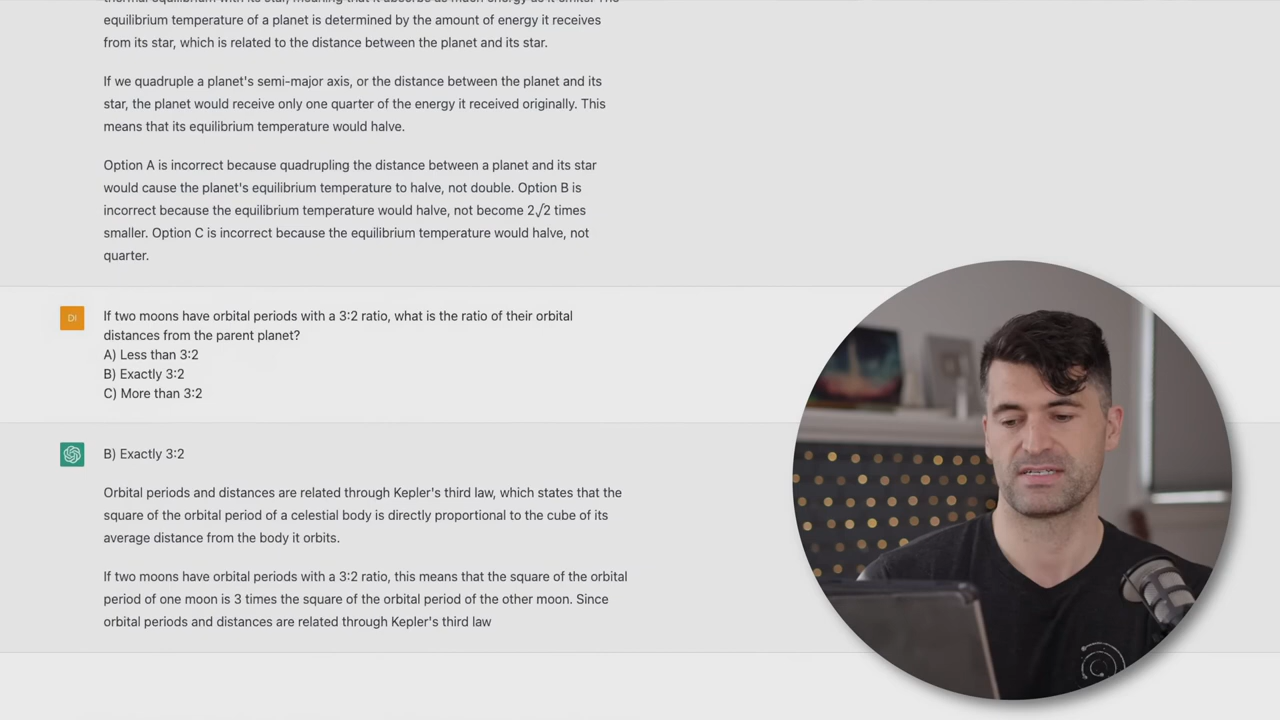 equilibrium temperature of a planet is determined by the amount of energy it receives
from its star, which is related to the distance between the planet and its star.
If we quadruple a planet's semi-major axis, or the distance between the planet and its
star, the planet would receive only one quarter of the energy it received originally. This
means that its equilibrium temperature would halve.
Option A is incorrect because quadrupling the distance between a planet and its star
would cause the planet's equilibrium temperature to halve, not double. Option B is
incorrect because the equilibrium temperature would halve, not become 2√2 times
smaller. Option C is incorrect because the equilibrium temperature would halve, not
quarter.
DI
If two moons have orbital periods with a 3:2 ratio, what is the ratio of their orbital
distances from the parent planet?
A) Less than 3:2
B) Exactly 3:2
C) More than 3:2
B) Exactly 3:2
Orbital periods and distances are related through Kepler's third law, which states that the
square of the orbital period of a celestial body is directly proportional to the cube of its
average distance from the body it orbits.
If two moons have orbital periods with a 3:2 ratio, this means that the square of the orbital
period of one moon is 3 times the square of the orbital period of the other moon. Since
orbital periods and distances are related through Kepler's third law